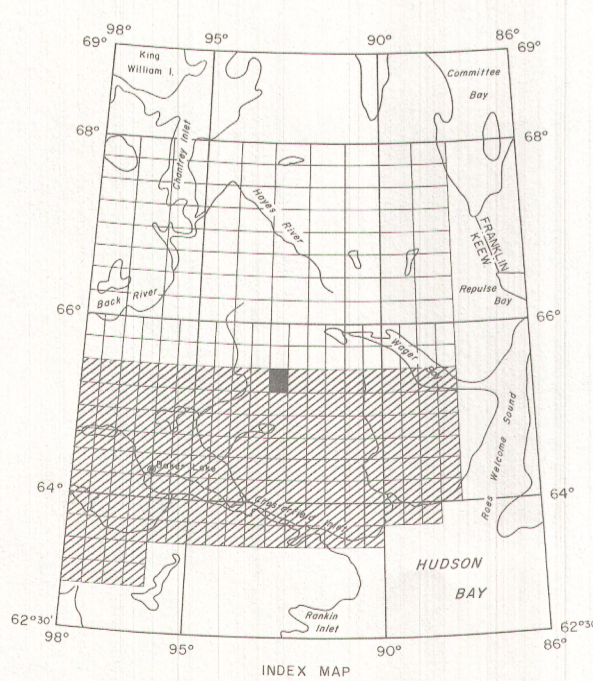 98°
95°
90°
86°
69°
69°
King
William I.
Committee
Bay
68°
68°
Chantrey Inlet
Hayes River
FRANKLIN
KEEW
Back River
Repulse
Bay
66°
66°
Wager Bay
Roes Welcome Sound
Baker Lake
64°
64°
Chesterfield Inlet
HUDSON
BAY
Rankin
Inlet
62°30'
62°30'
98°
95°
90°
86°
INDEX MAP